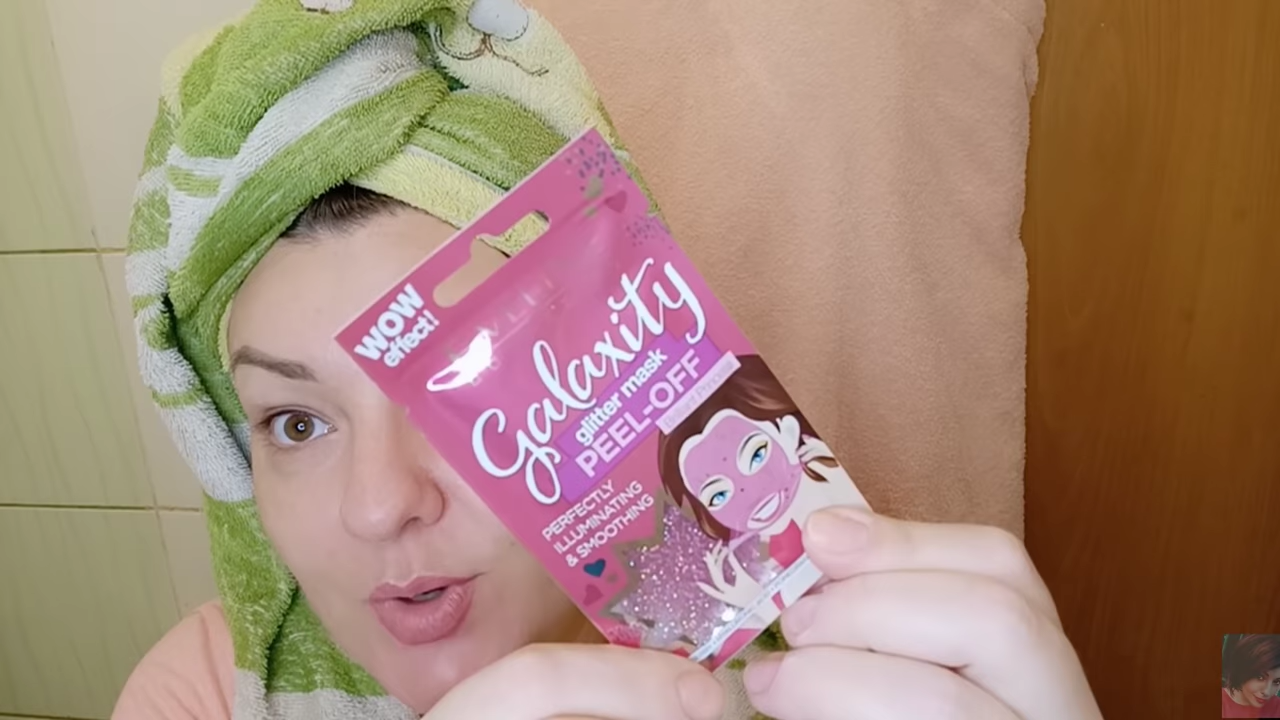 WOW
effect!
Galaxity
glitter mask
PEEL-OFF
PERFECTLY
ILLUMINATING
& SMOOTHING